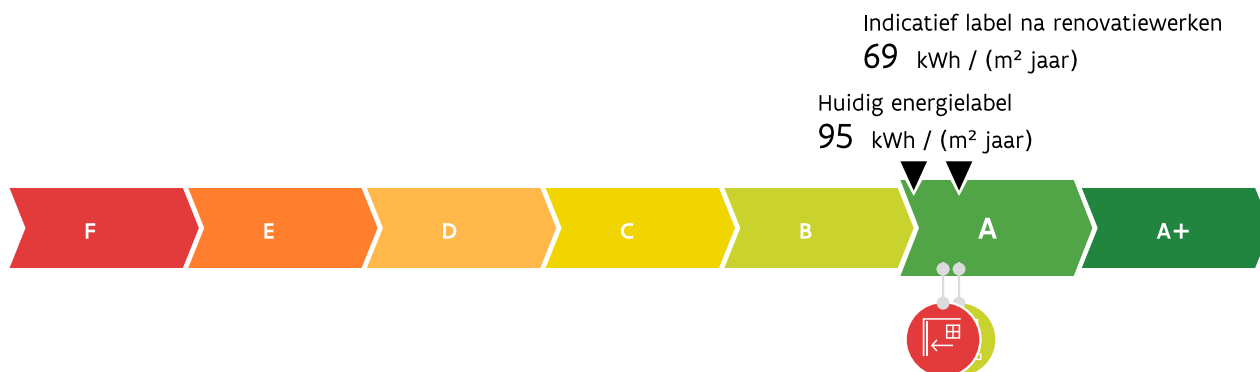 Indicatief label na renovatiewerken
69 kWh / (m² jaar)
Huidig energielabel
95 kWh / (m² jaar)
F E D C B A A+